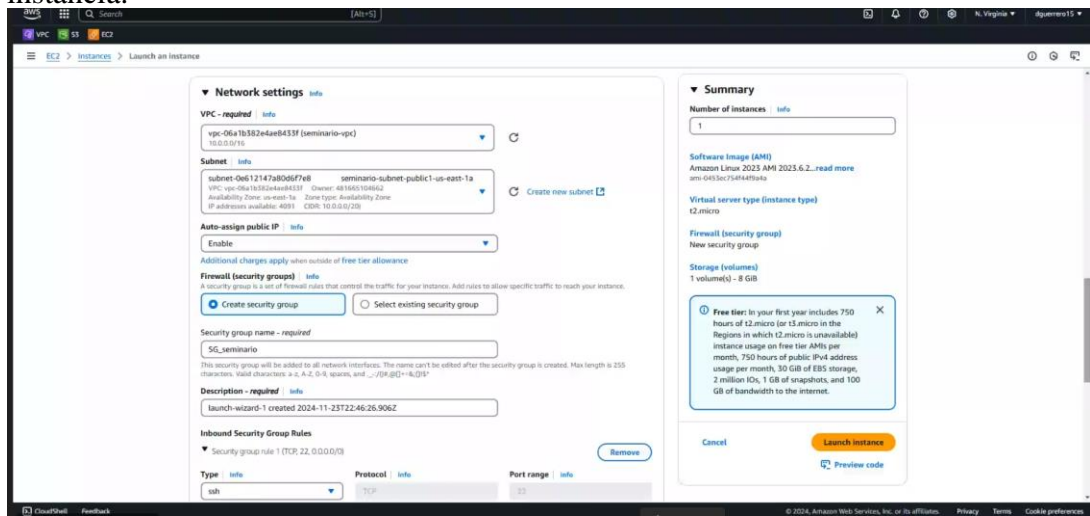 instancia.
aws
Search
[Alt+S]
N. Virginia
dguerrero15
VPC
S3
EC2
EC2 > Instances > Launch an instance
Network settings Info
VPC - required Info
vpc-06a1b382e4ae8433f (seminario-vpc)
10.0.0.0/16
Subnet Info
subnet-0e612147a80d6f7e8 seminario-subnet-public1-us-east-1a
VPC: vpc-06a1b382e4ae8433f Owner: 481665104662
Availability Zone: us-east-1a Zone type: Availability Zone
IP addresses available: 4091 CIDR: 10.0.0.0/20)
Create new subnet
Auto-assign public IP Info
Enable
Additional charges apply when outside of free tier allowance
Firewall (security groups) Info
A security group is a set of firewall rules that control the traffic for your instance. Add rules to allow specific traffic to reach your instance.
Create security group
Select existing security group
Security group name - required
SG_seminario
This security group will be added to all network interfaces. The name can't be edited after the security group is created. Max length is 255
characters. Valid characters: a-z, A-Z, 0-9, spaces, and
Description - required Info
launch-wizard-1 created 2024-11-23T22:46:26.906Z
Inbound Security Group Rules
Security group rule 1 (TCP, 22, 0.0.0.0/0)
Remove
Type Info
Protocol Info
Port range Info
ssh
TCP
22
Summary
Number of instances Info
1
Software Image (AMI)
Amazon Linux 2023 AMI 2023.6.2...read more
ami-0453ec754f44f9a4a
Virtual server type (instance type)
t2.micro
Firewall (security group)
New security group
Storage (volumes)
1 volume(s) - 8 GiB
Free tier: In your first year includes 750
hours of t2.micro (or t3.micro in the
Regions in which t2.micro is unavailable)
instance usage on free tier AMIs per
month, 750 hours of public IPv4 address
usage per month, 30 GiB of EBS storage,
2 million IOs, 1 GB of snapshots, and 100
GB of bandwidth to the internet.
Cancel
Launch instance
Preview code
CloudShell
Feedback
© 2024, Amazon Web Services, Inc. or its affiliates.
Privacy
Terms
Cookie preferences